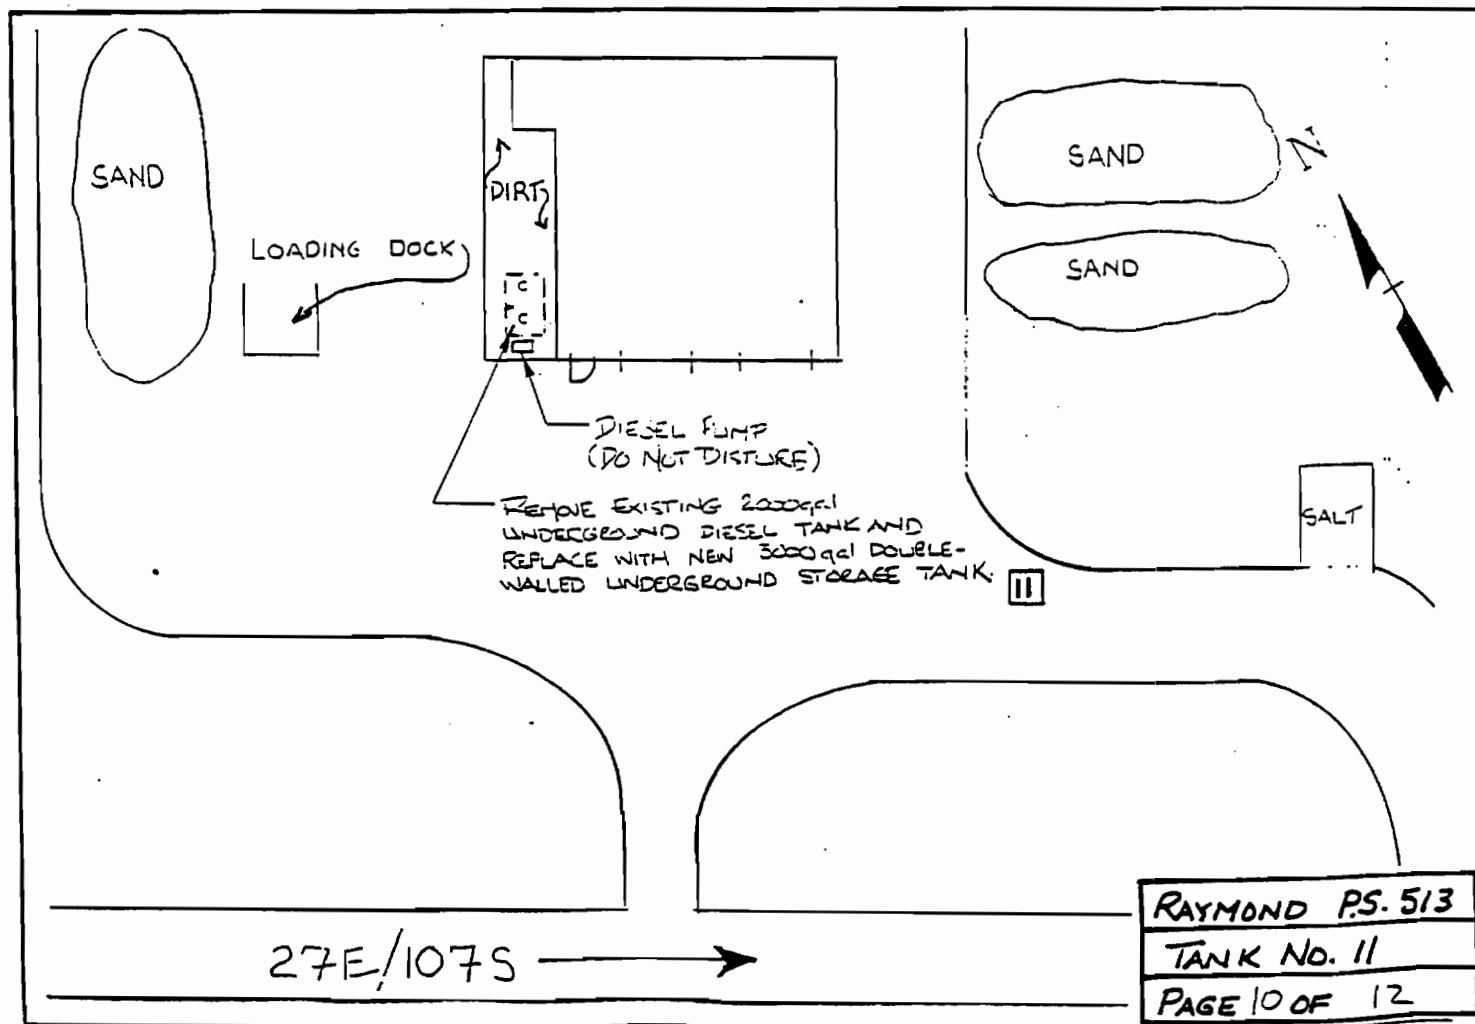 SAND
LOADING DOCK
DIRT
C
C
DIESEL PUMP
(DO NOT DISTURB)
REMOVE EXISTING 2000gal
UNDERGROUND DIESEL TANK AND
REPLACE WITH NEW 3000gal DOUBLE-
WALLED UNDERGROUND STORAGE TANK.
11
SAND
SAND
N
SALT
27E/107S
RAYMOND P.S. 513
TANK NO. 11
PAGE 10 OF 12